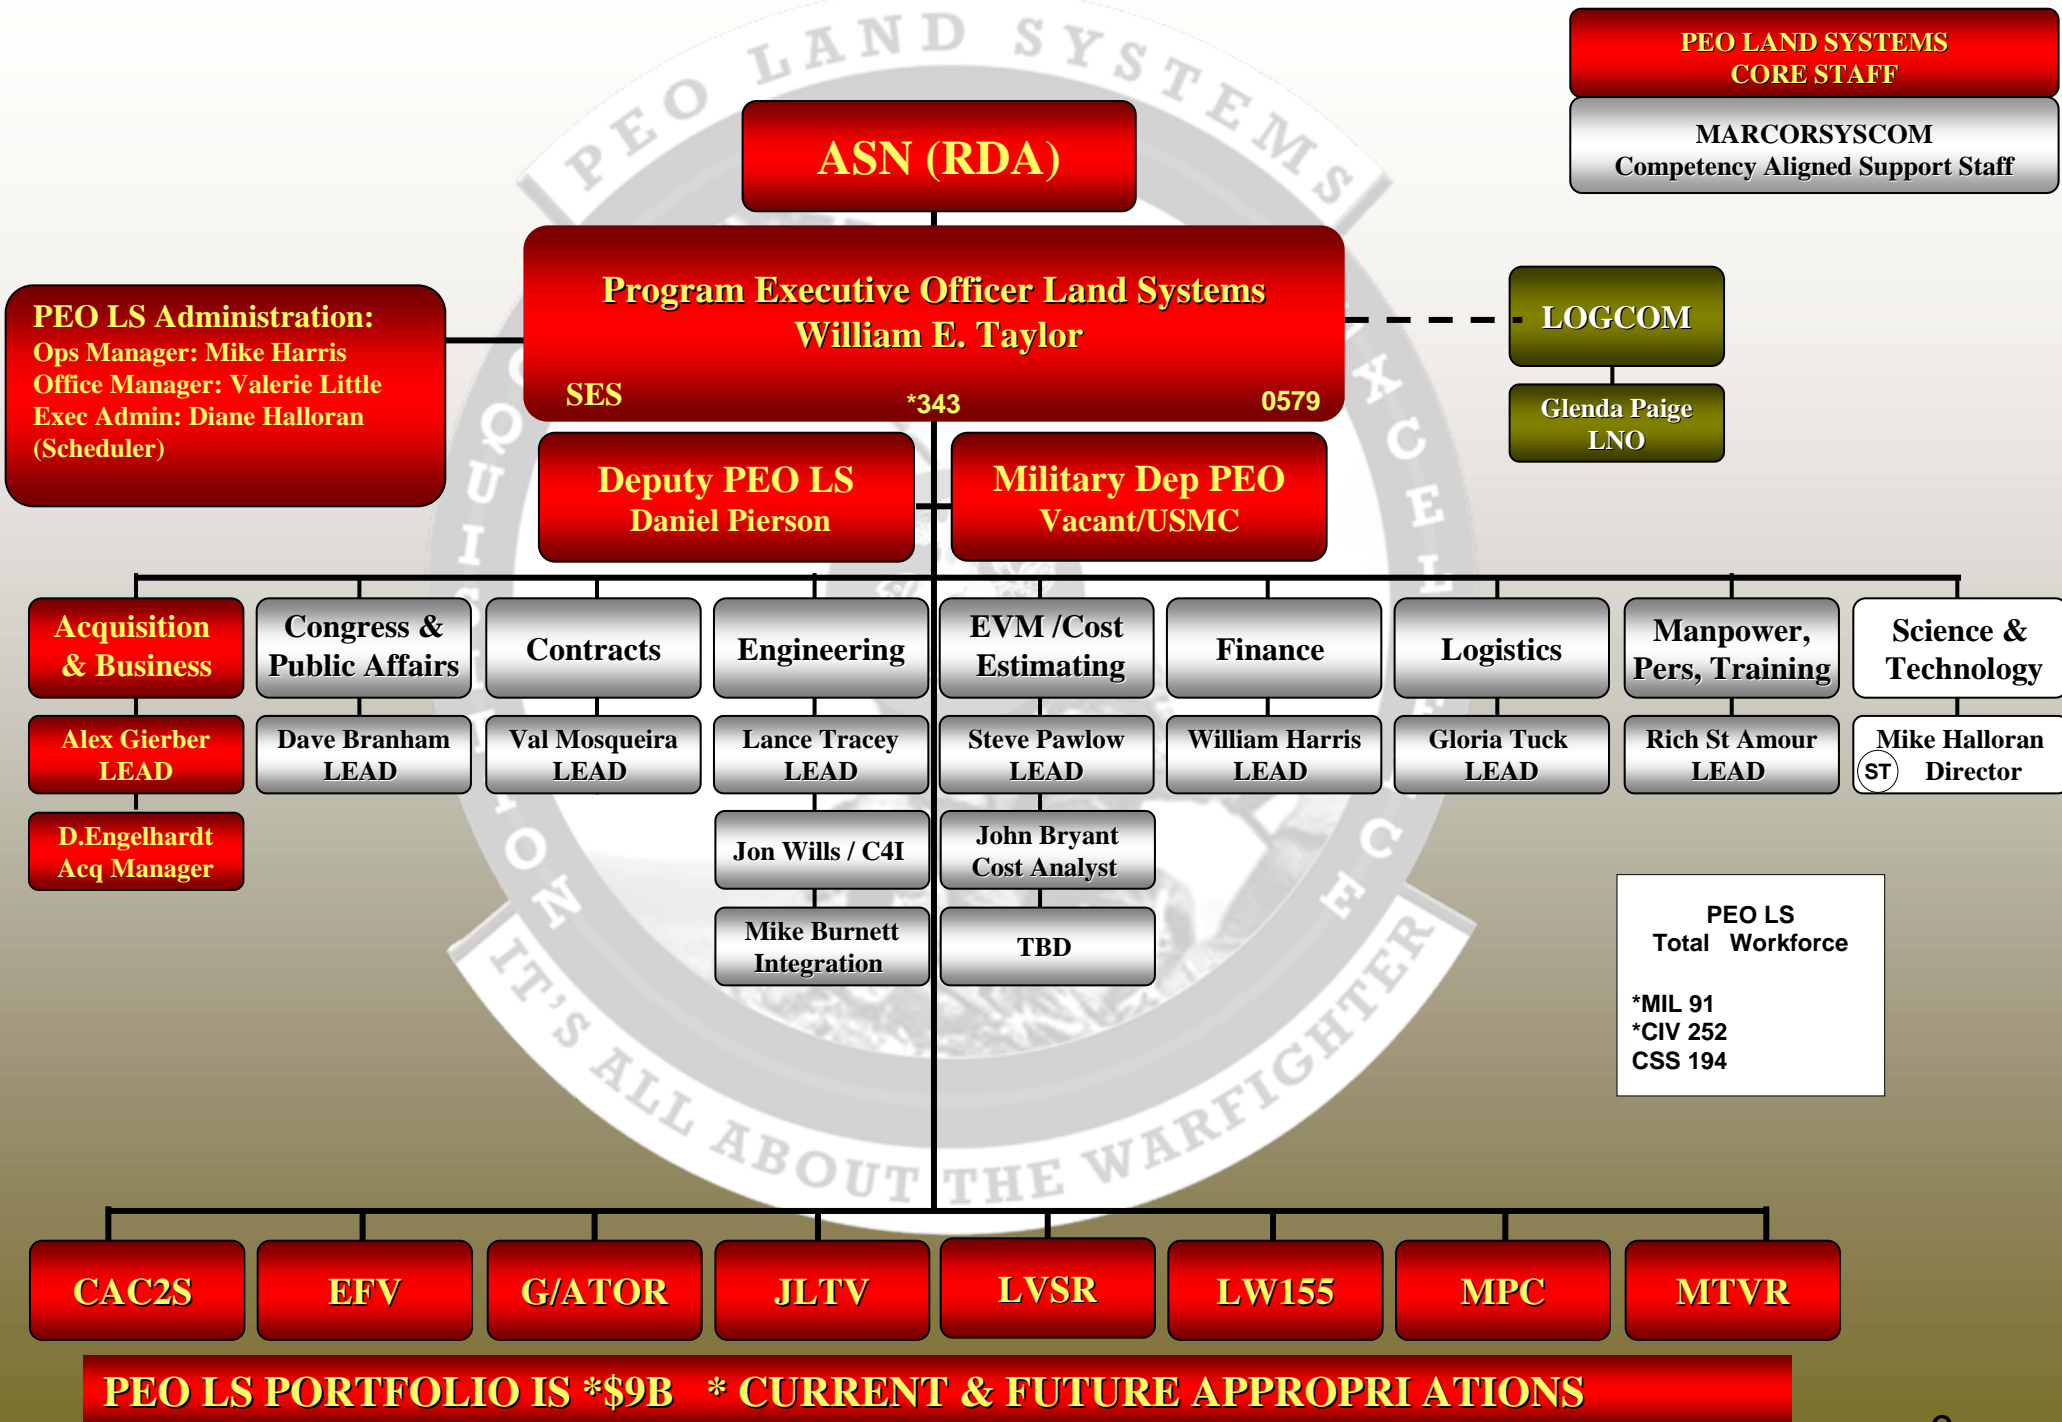 PEO LAND SYSTEMS
ACQUISITION EXCELLENCE
IT'S ALL ABOUT THE WARFIGHTER
PEO LAND SYSTEMS
CORE STAFF
MARCORSYSCOM
Competency Aligned Support Staff
ASN (RDA)
Program Executive Officer Land Systems
William E. Taylor
SES *343 0579
PEO LS Administration:
Ops Manager: Mike Harris
Office Manager: Valerie Little
Exec Admin: Diane Halloran
(Scheduler)
LOGCOM
Glenda Paige
LNO
Deputy PEO LS
Daniel Pierson
Military Dep PEO
Vacant/USMC
Acquisition
& Business
Alex Gierber
LEAD
D.Engelhardt
Acq Manager
Congress &
Public Affairs
Dave Branham
LEAD
Contracts
Val Mosqueira
LEAD
Engineering
Lance Tracey
LEAD
Jon Wills / C4I
Mike Burnett
Integration
EVM /Cost
Estimating
Steve Pawlow
LEAD
John Bryant
Cost Analyst
TBD
Finance
William Harris
LEAD
Logistics
Gloria Tuck
LEAD
Manpower,
Pers, Training
Rich St Amour
LEAD
Science &
Technology
Mike Halloran
ST Director
PEO LS
Total Workforce
*MIL 91
*CIV 252
CSS 194
CAC2S
EFV
G/ATOR
JLTV
LVSR
LW155
MPC
MTVR
PEO LS PORTFOLIO IS *$9B * CURRENT & FUTURE APPROPRI ATIONS